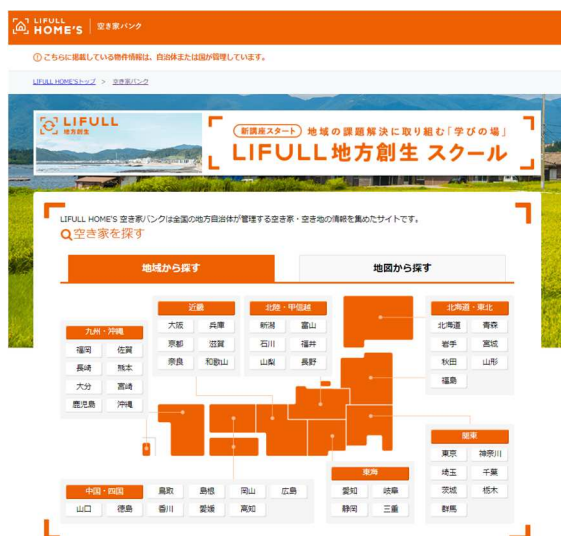 LIFULL
HOME'S 空き家バンク
こちらに掲載している物件情報は、自治体または国が管理しています。
LIFULL HOME'Sトップ > 空き家バンク
LIFULL
地方創生
新講座スタート 地域の課題解決に取り組む「学びの場」
LIFULL地方創生 スクール
LIFULL HOME'S 空き家バンクは全国の地方自治体が管理する空き家・空き地の情報を集めたサイトです。
空き家を探す
地域から探す 地図から探す
九州・沖縄
福岡 佐賀
長崎 熊本
大分 宮崎
鹿児島 沖縄
近畿
大阪 兵庫
京都 滋賀
奈良 和歌山
北陸・甲信越
新潟 富山
石川 福井
山梨 長野
北海道・東北
北海道 青森
岩手 宮城
秋田 山形
福島
関東
東京 神奈川
埼玉 千葉
茨城 栃木
群馬
東海
愛知 岐阜
静岡 三重
中国・四国 鳥取 島根 岡山 広島
山口 徳島 香川 愛媛 高知